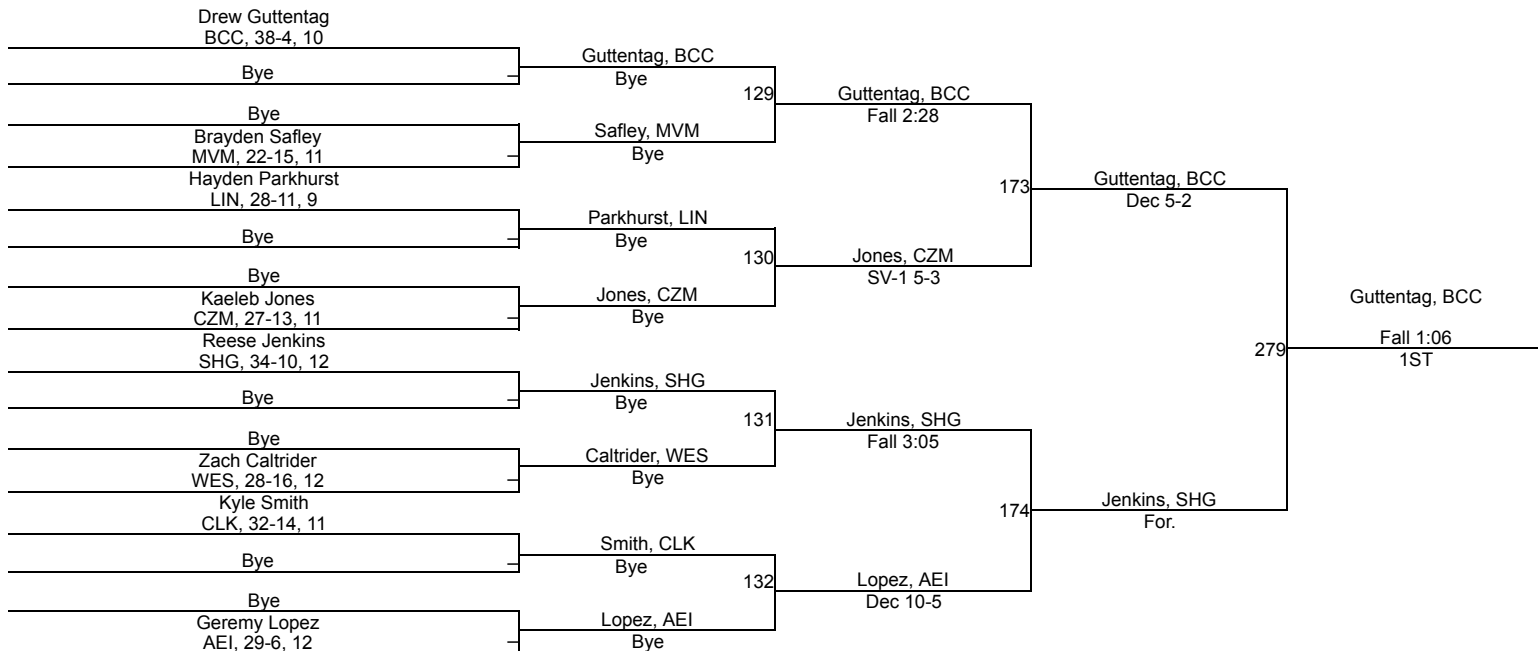 Drew Guttentag
BCC, 38-4, 10
Bye
Bye
Brayden Safley
MVM, 22-15, 11
Hayden Parkhurst
LIN, 28-11, 9
Bye
Bye
Kaeleb Jones
CZM, 27-13, 11
Reese Jenkins
SHG, 34-10, 12
Bye
Bye
Zach Caltrider
WES, 28-16, 12
Kyle Smith
CLK, 32-14, 11
Bye
Bye
Geremy Lopez
AEI, 29-6, 12
Guttentag, BCC
Bye
129
Safley, MVM
Bye
Parkhurst, LIN
Bye
130
Jones, CZM
Bye
Jenkins, SHG
Bye
131
Caltrider, WES
Bye
Smith, CLK
Bye
132
Lopez, AEI
Bye
Guttentag, BCC
Fall 2:28
173
Jones, CZM
SV-1 5-3
Jenkins, SHG
Fall 3:05
174
Lopez, AEI
Dec 10-5
Guttentag, BCC
Dec 5-2
279
Jenkins, SHG
For.
Guttentag, BCC
Fall 1:06
1ST